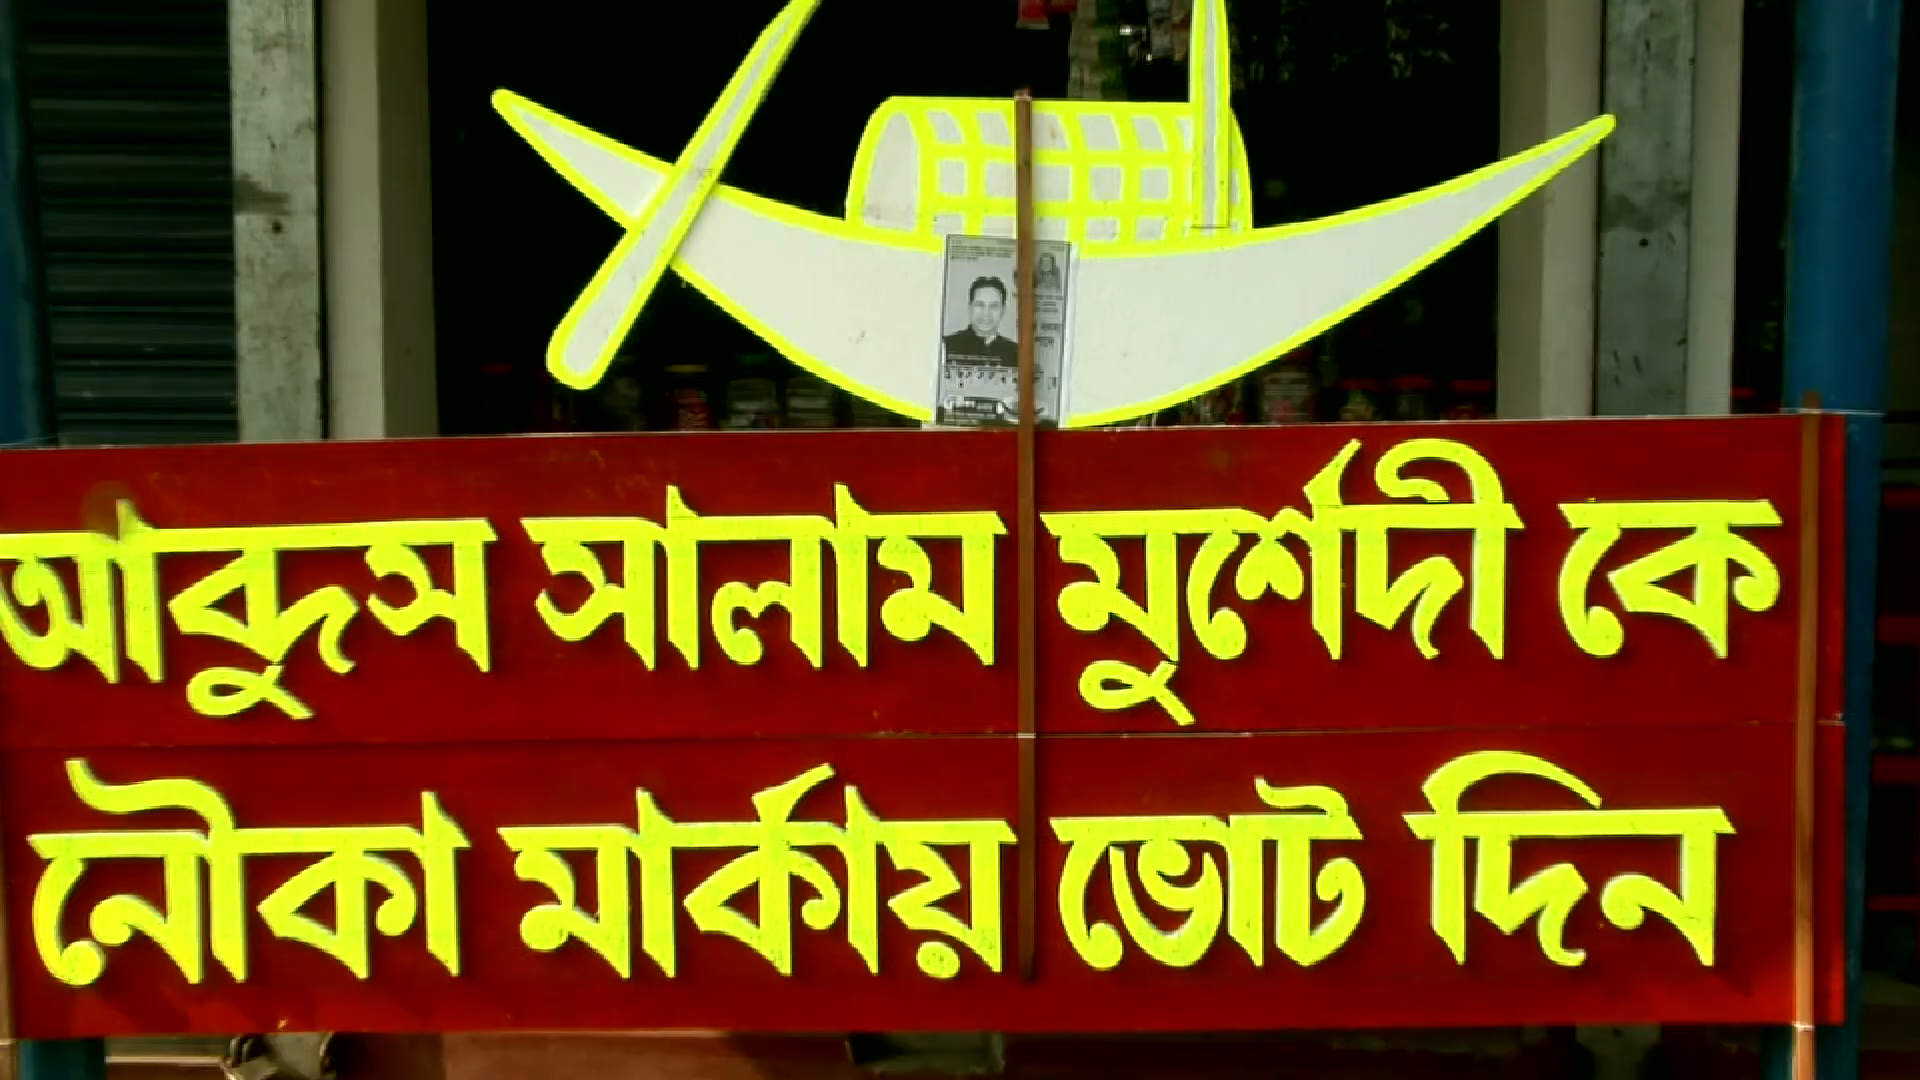 আব্দুস সালাম মুর্শেদী কে
নৌকা মার্কায় ভোট দিন